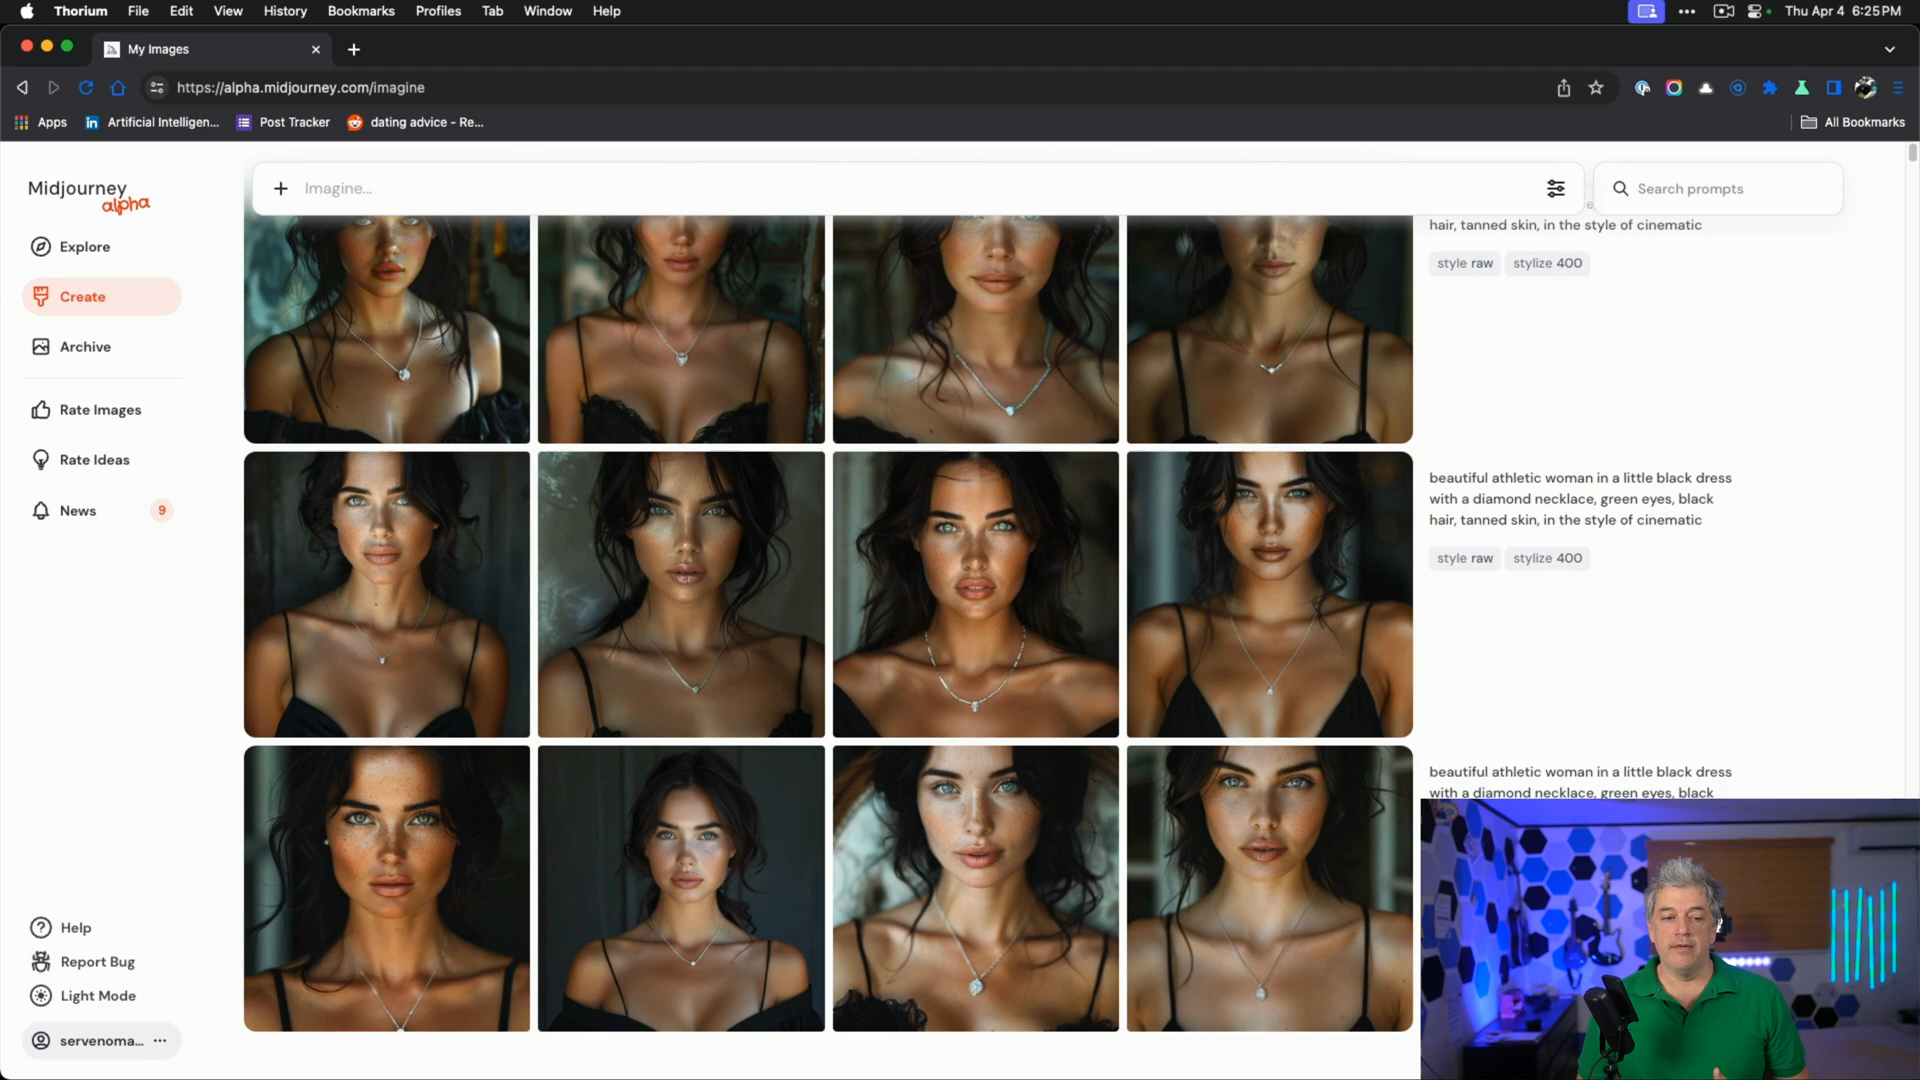 Thorium File Edit View History Bookmarks Profiles Tab Window Help Thu Apr 4 6:25 PM
My Images
https://alpha.midjourney.com/imagine
Apps Artificial Intelligen... Post Tracker dating advice - Re... All Bookmarks
Midjourney
alpha
Imagine...
Search prompts
Explore
Create
Archive
Rate Images
Rate Ideas
News 9
Help
Report Bug
Light Mode
servenoma...
hair, tanned skin, in the style of cinematic
style raw stylize 400
beautiful athletic woman in a little black dress
with a diamond necklace, green eyes, black
hair, tanned skin, in the style of cinematic
style raw stylize 400
beautiful athletic woman in a little black dress
with a diamond necklace, green eyes, black